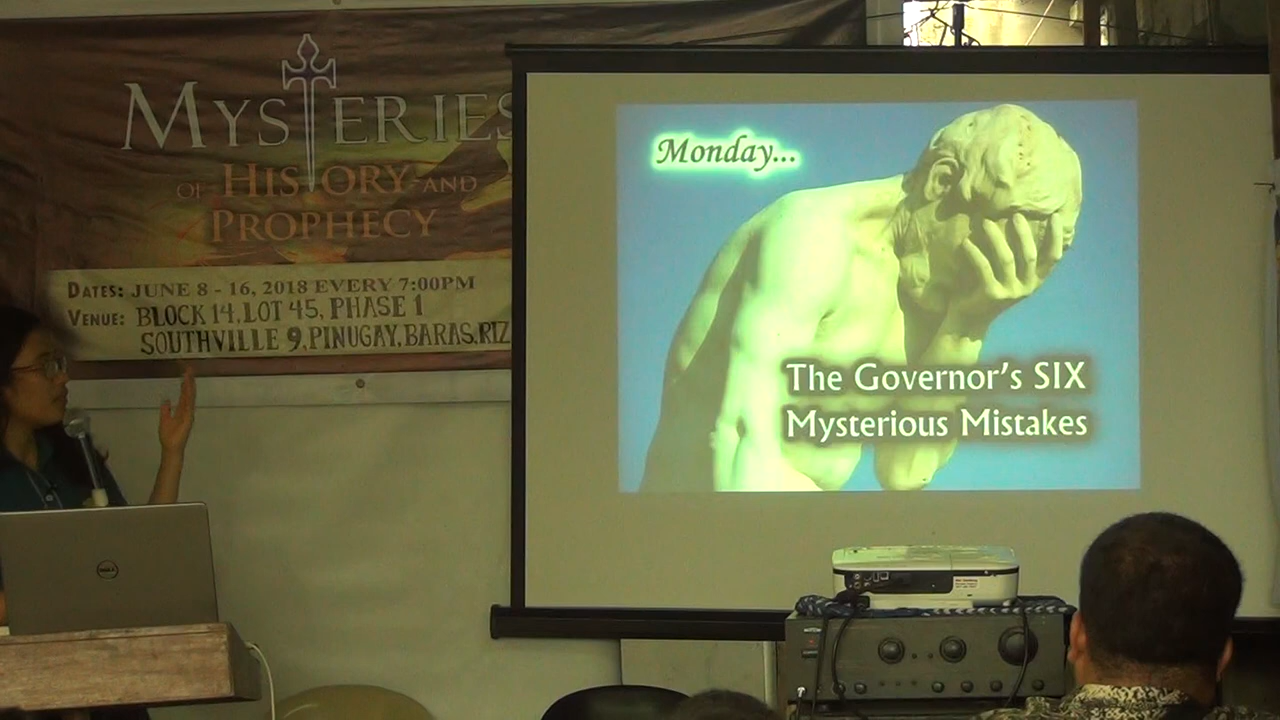 MYSTERIES
OF HISTORY AND
PROPHECY
DATES: JUNE 8 - 16, 2018 EVERY 7:00PM
VENUE: BLOCK 14, LOT 45, PHASE 1
SOUTHVILLE 9, PINUGAY, BARAS, RIZ
Monday...
The Governor's SIX
Mysterious Mistakes
DELL